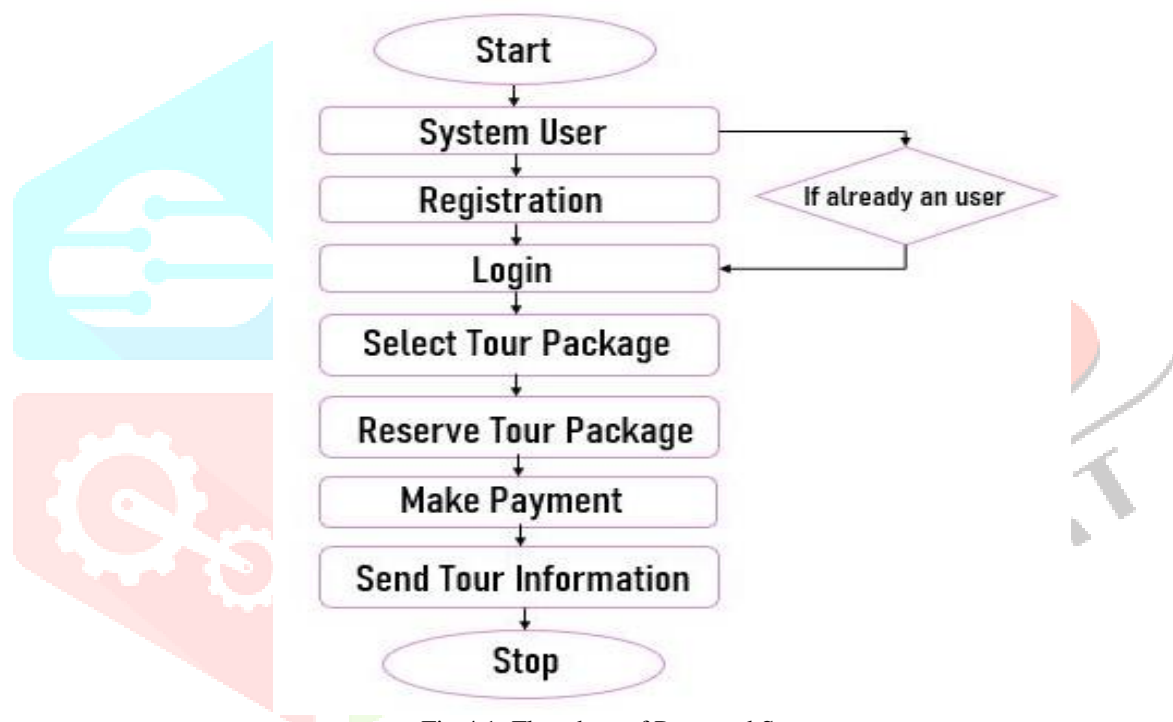 Start
System User
If already an user
Registration
Login
Select Tour Package
Reserve Tour Package
Make Payment
Send Tour Information
Stop